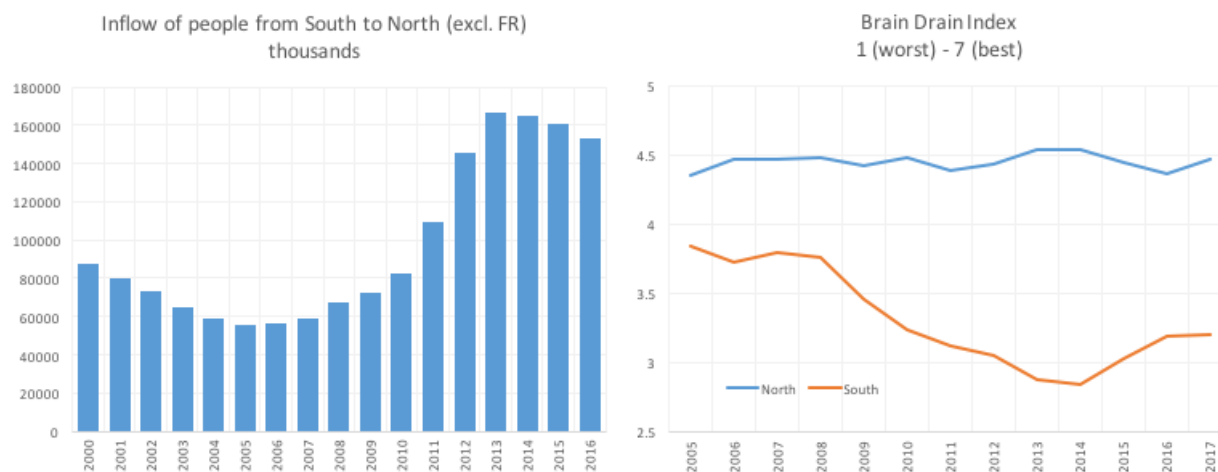 Inflow of people from South to North (excl. FR)
thousands
180000
160000
140000
120000
100000
80000
60000
40000
20000
0
2000 2001 2002 2003 2004 2005 2006 2007 2008 2009 2010 2011 2012 2013 2014 2015 2016
Brain Drain Index
1 (worst) - 7 (best)
5
4.5
4
3.5
3
2.5
North South
2005 2006 2007 2008 2009 2010 2011 2012 2013 2014 2015 2016 2017